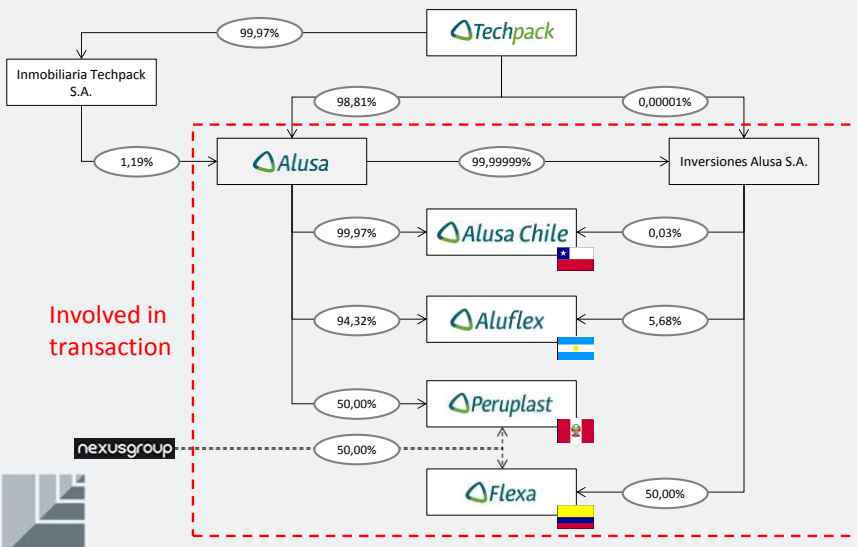 99,97%
Techpack
Inmobiliaria Techpack
S.A.
98,81%
0,00001%
1,19%
Alusa
99,99999%
Inversiones Alusa S.A.
99,97%
Alusa Chile
0,03%
Involved in
transaction
94,32%
Aluflex
5,68%
50,00%
Peruplast
nexusgroup
50,00%
Flexa
50,00%